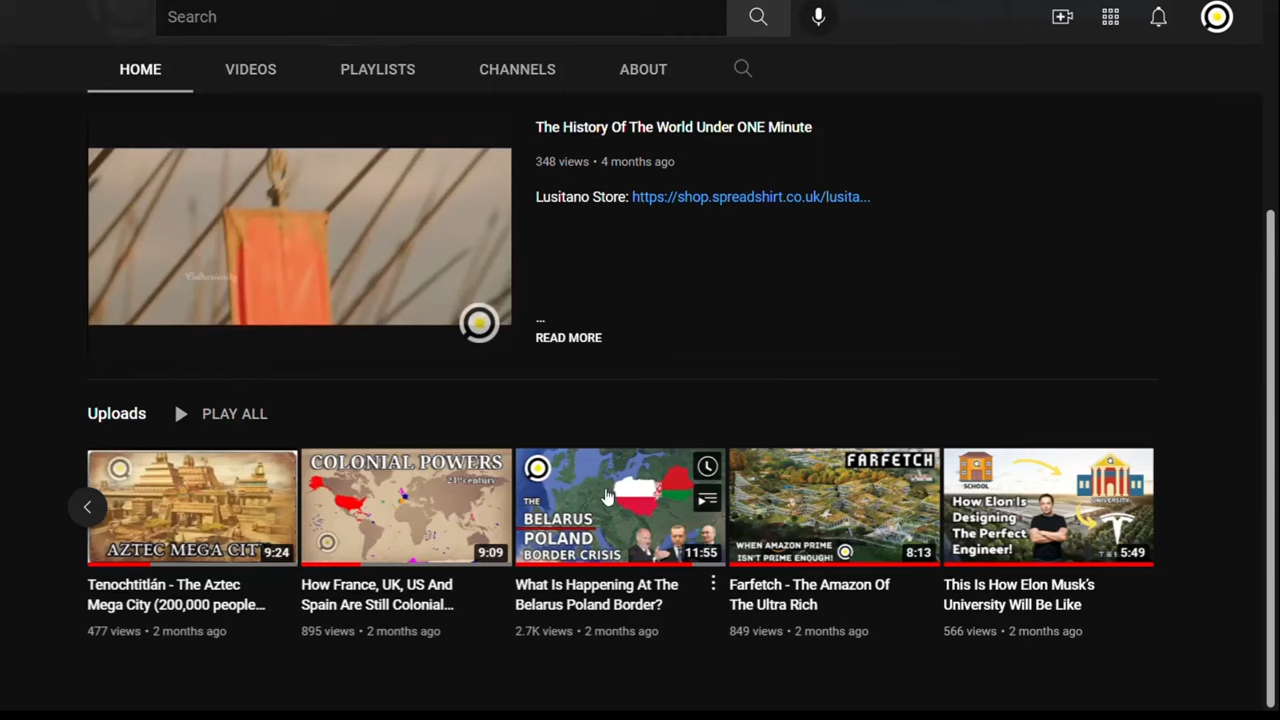 Search
HOME VIDEOS PLAYLISTS CHANNELS ABOUT
The History Of The World Under ONE Minute
348 views • 4 months ago
Lusitano Store: https://shop.spreadshirt.co.uk/lusita...
...
READ MORE
Uploads PLAY ALL
AZTEC MEGA CIT
9:24
COLONIAL POWERS
21st century
9:09
THE
BELARUS
POLAND
BORDER CRISIS
11:55
FARFETCH
WHEN AMAZON PRIME
ISN'T PRIME ENOUGH!
8:13
SCHOOL
UNIVERSITY
How Elon Is
Designing
The Perfect
Engineer!
5:49
Tenochtitlán - The Aztec
Mega City (200,000 people...
477 views • 2 months ago
How France, UK, US And
Spain Are Still Colonial...
895 views • 2 months ago
What Is Happening At The
Belarus Poland Border?
2.7K views • 2 months ago
Farfetch - The Amazon Of
The Ultra Rich
849 views • 2 months ago
This Is How Elon Musk's
University Will Be Like
566 views • 2 months ago